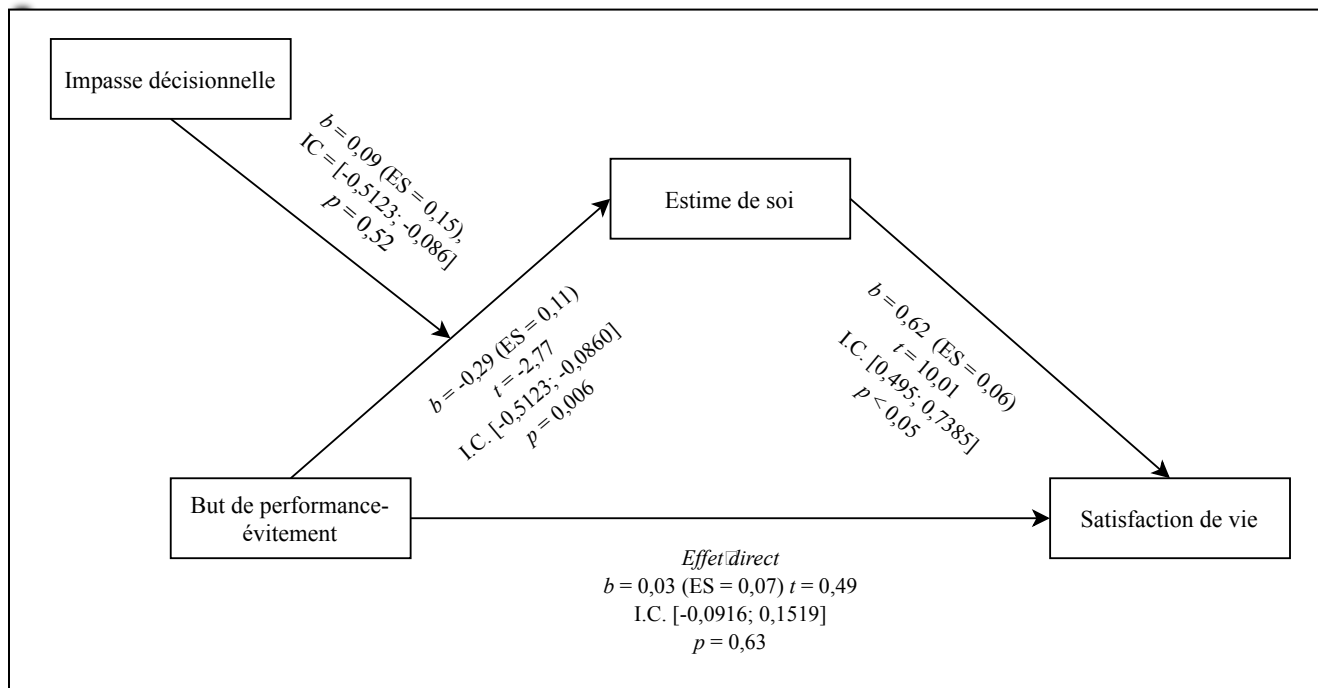 Impasse décisionnelle
b = 0,09 (ES = 0,15),
IC = [-0,5123; -0,086]
p = 0,52
Estime de soi
b = -0,29 (ES = 0,11)
t = -2,77
I.C. [-0,5123; -0,0860]
p = 0,006
b = 0,62 (ES = 0,06)
t = 10,01
I.C. [0,495; 0,7385]
p < 0,05
But de performance-
évitement
Satisfaction de vie
Effet direct
b = 0,03 (ES = 0,07) t = 0,49
I.C. [-0,0916; 0,1519]
p = 0,63